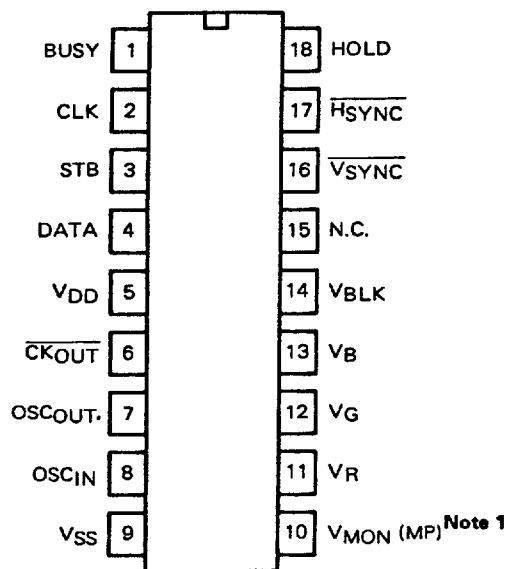 BUSY 1 18 HOLD
CLK 2 17 HSYNC
STB 3 16 VSYNC
DATA 4 15 N.C.
VDD 5 14 VBLK
CKOUT 6 13 VB
OSCOUT. 7 12 VG
OSCIN 8 11 VR
VSS 9 10 VMON (MP) Note 1